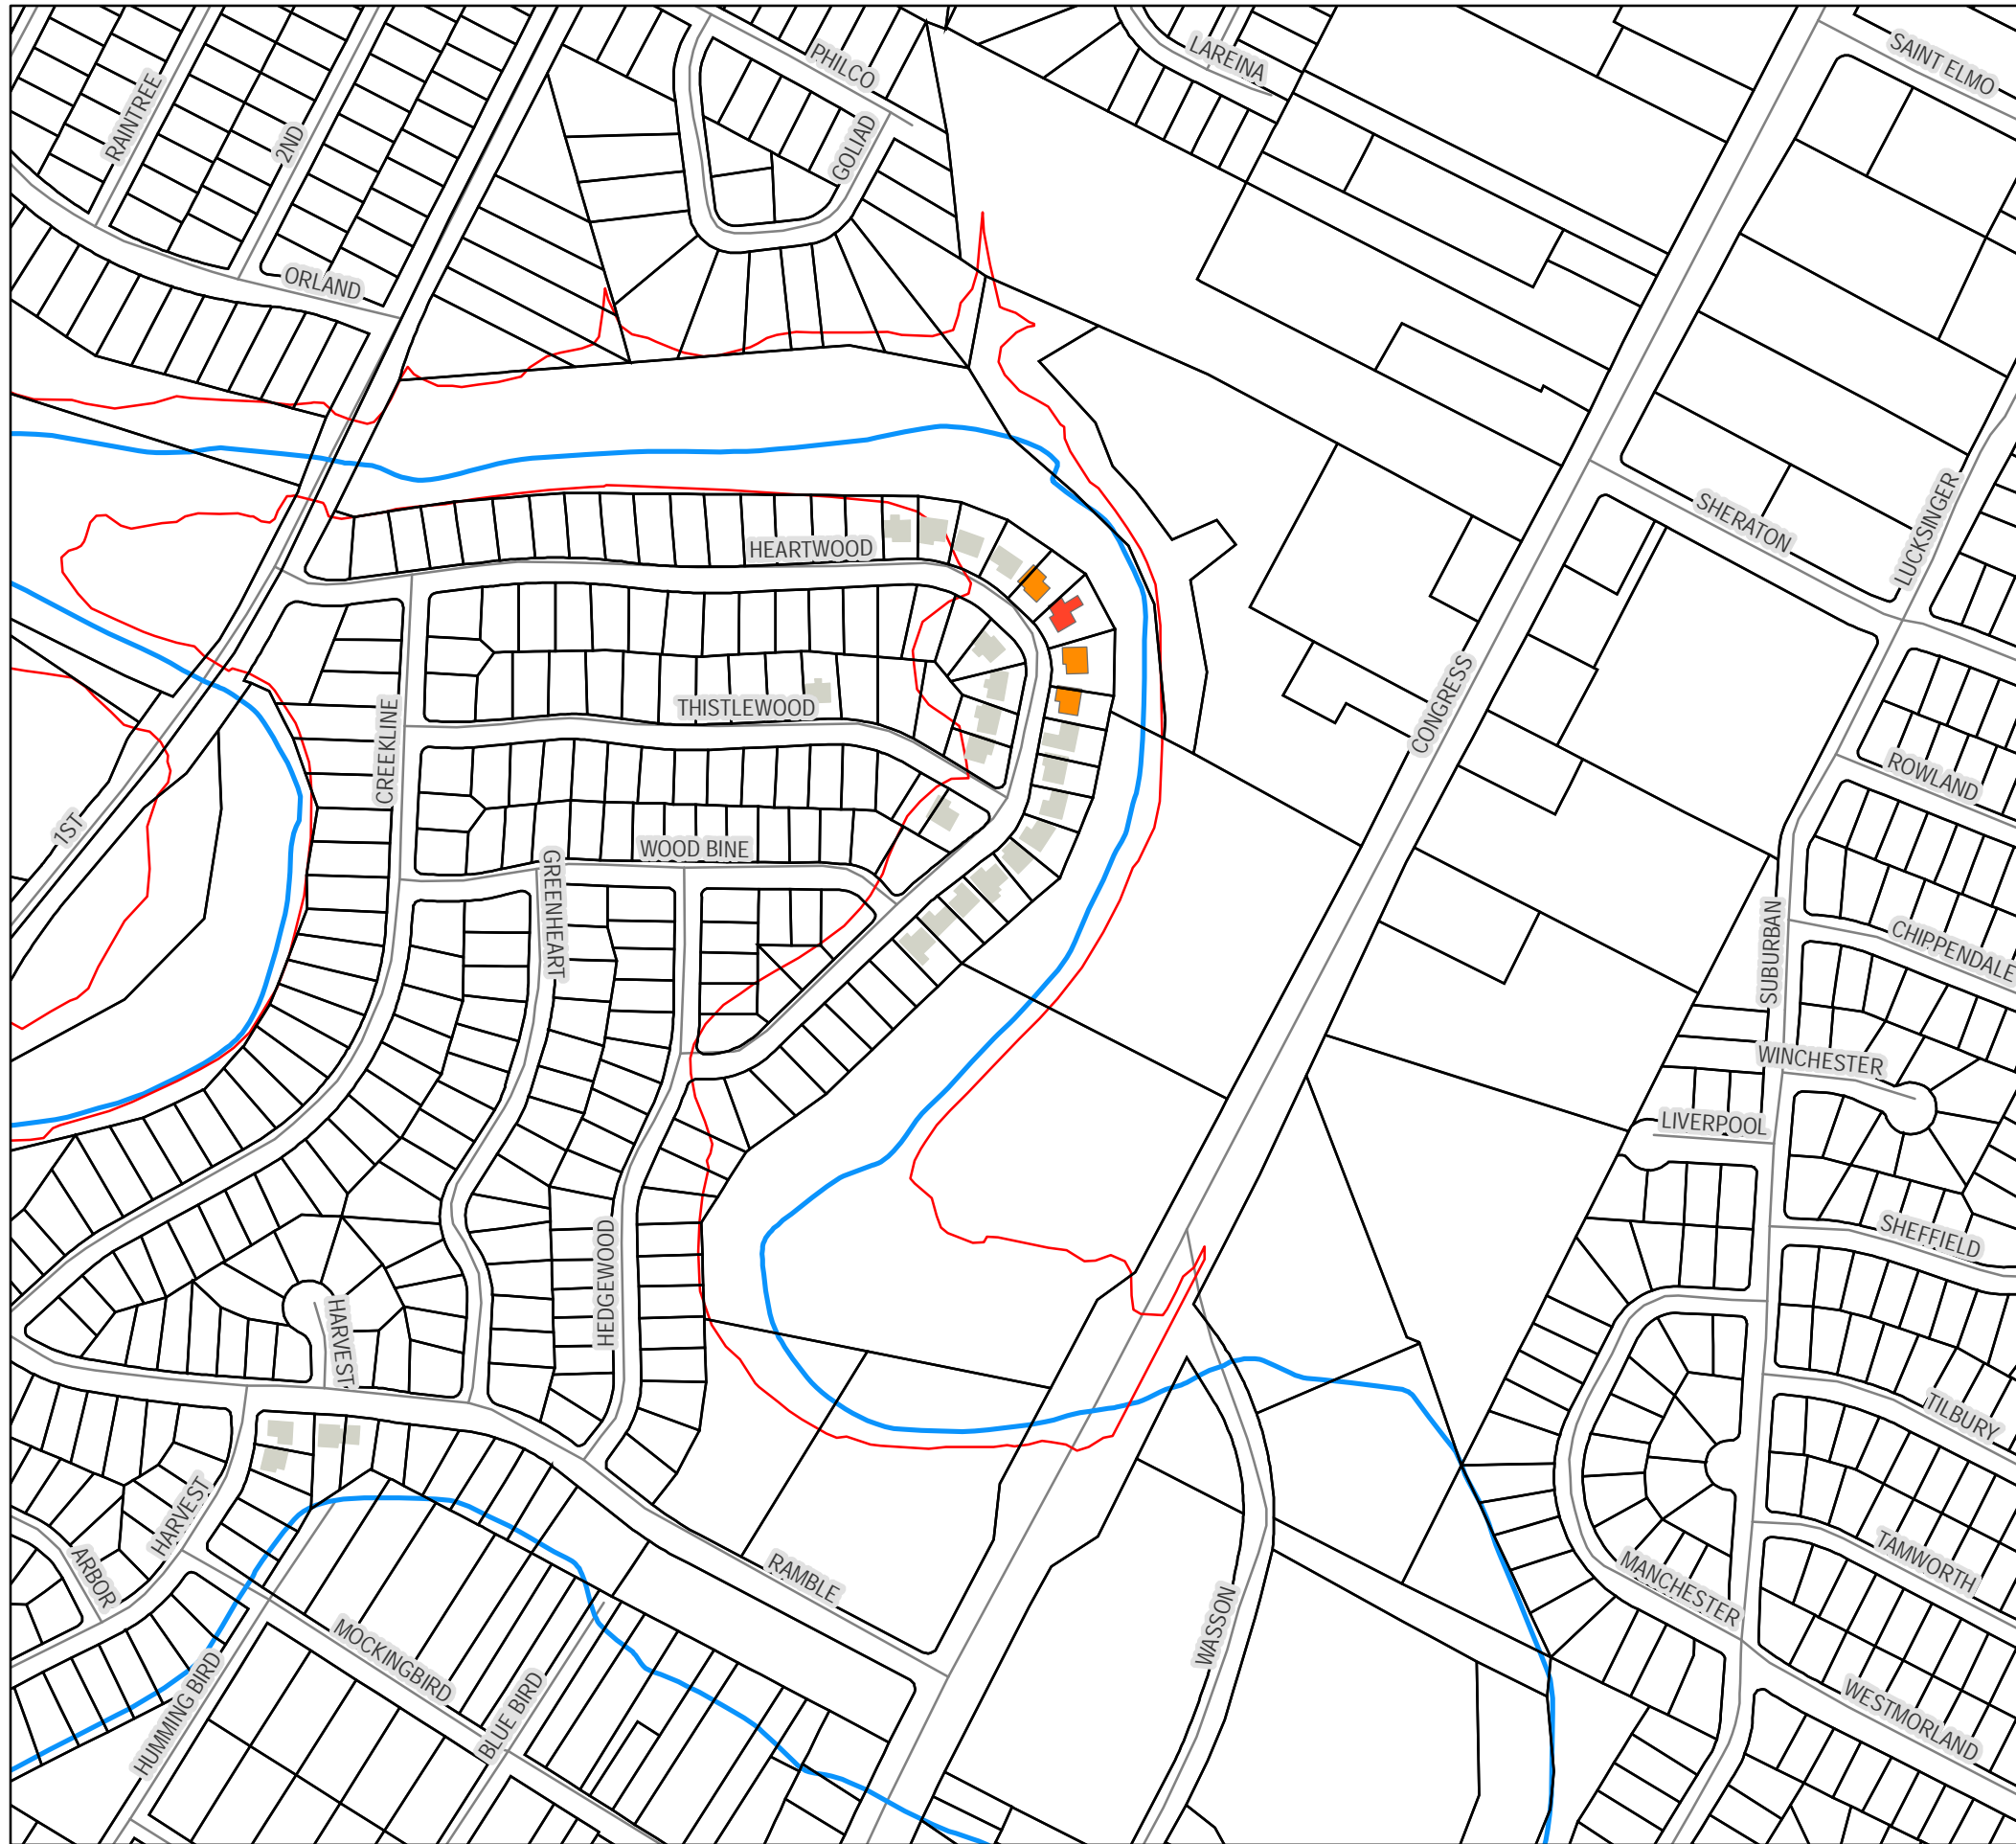 SAINT ELMO
LAREINA
PHILCO
RAINTREE
2ND
GOLIAD
ORLAND
SHERATON
LUCKSINGER
HEARTWOOD
THISTLEWOOD
CREEKLINE
CONGRESS
ROWLAND
1ST
WOOD BINE
GREENHEART
SUBURBAN
CHIPPENDALE
WINCHESTER
LIVERPOOL
SHEFFIELD
HEDGEWOOD
HARVEST
TILBURY
HARVEST
ARBOR
RAMBLE
TAMWORTH
MANCHESTER
WASSON
MOCKINGBIRD
HUMMING BIRD
BLUE BIRD
WESTMORLAND